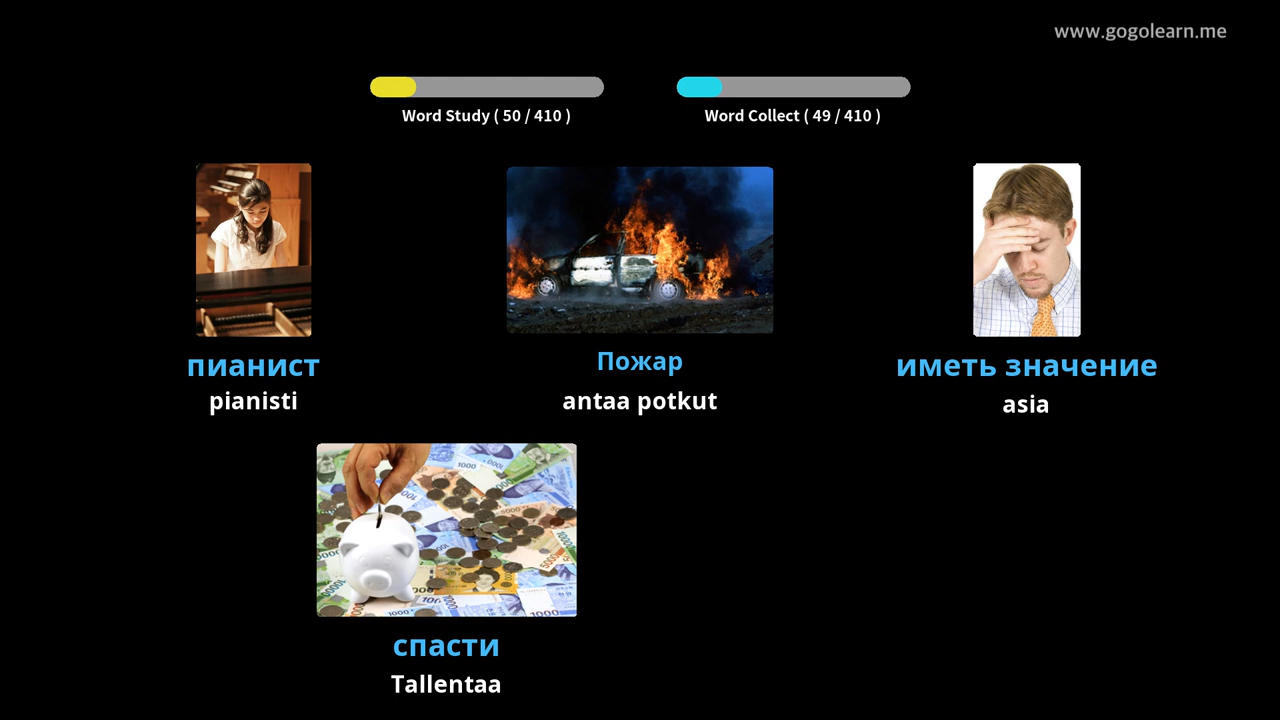 www.gogolearn.me
Word Study ( 50 / 410 )
Word Collect ( 49 / 410 )
пианист
pianisti
Пожар
antaa potkut
иметь значение
asia
спасти
Tallentaa